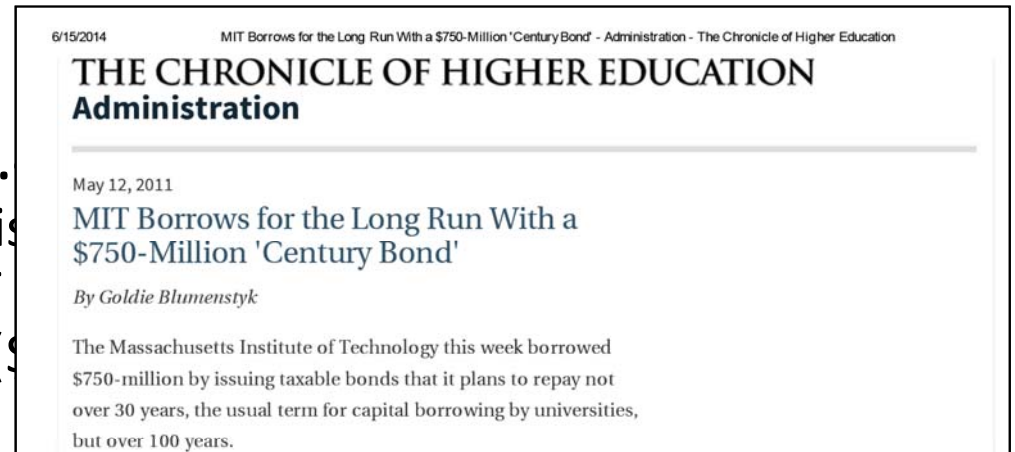 6/15/2014 MIT Borrows for the Long Run With a $750-Million 'Century Bond' - Administration - The Chronicle of Higher Education
THE CHRONICLE OF HIGHER EDUCATION
Administration
May 12, 2011
MIT Borrows for the Long Run With a
$750-Million 'Century Bond'
By Goldie Blumenstyk
The Massachusetts Institute of Technology this week borrowed
$750-million by issuing taxable bonds that it plans to repay not
over 30 years, the usual term for capital borrowing by universities,
but over 100 years.